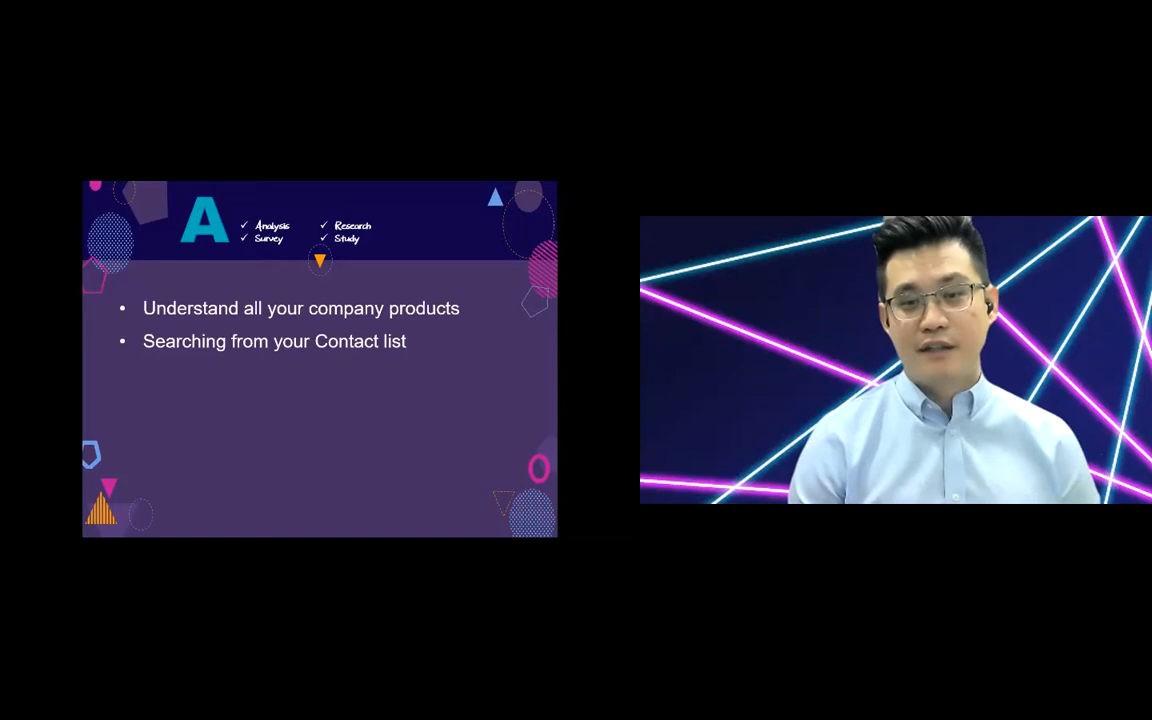 A
✓ Analysis ✓ Research
✓ Survey ✓ Study
• Understand all your company products
• Searching from your Contact list